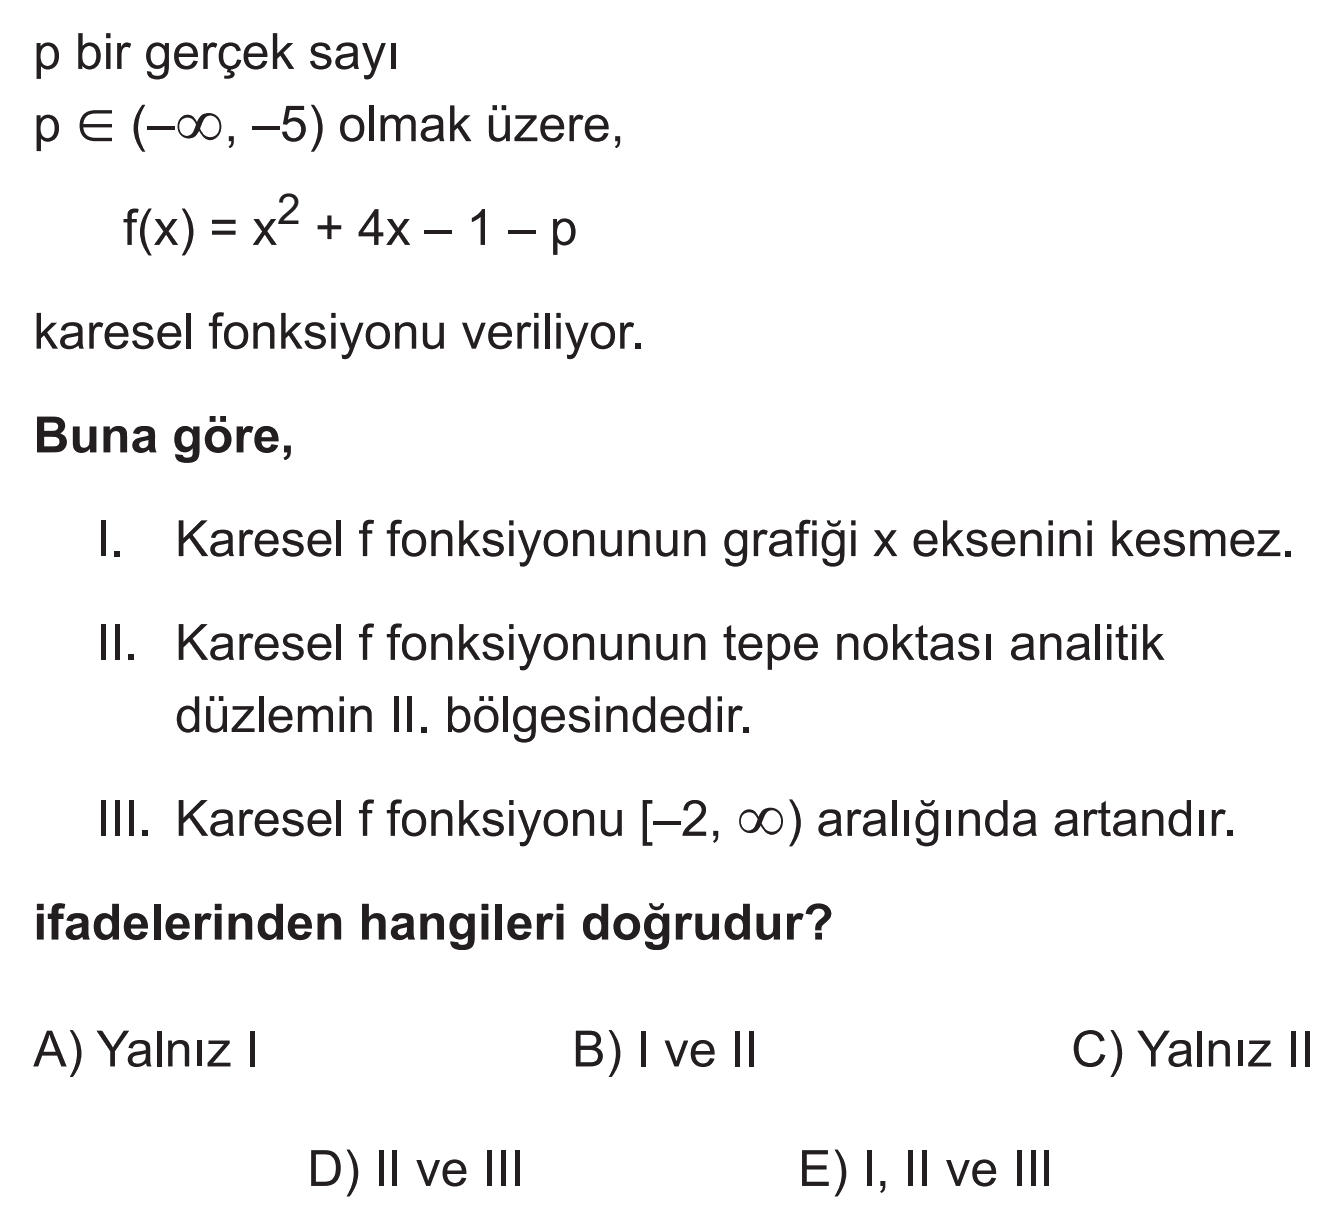 p bir gerçek sayı
p ∈ (–∞, –5) olmak üzere,
f(x) = x² + 4x – 1 – p
karesel fonksiyonu veriliyor.
Buna göre,
I. Karesel f fonksiyonunun grafiği x eksenini kesmez.
II. Karesel f fonksiyonunun tepe noktası analitik
düzlemin II. bölgesindedir.
III. Karesel f fonksiyonu [–2, ∞) aralığında artandır.
ifadelerinden hangileri doğrudur?
A) Yalnız I B) I ve II C) Yalnız II
D) II ve III E) I, II ve III